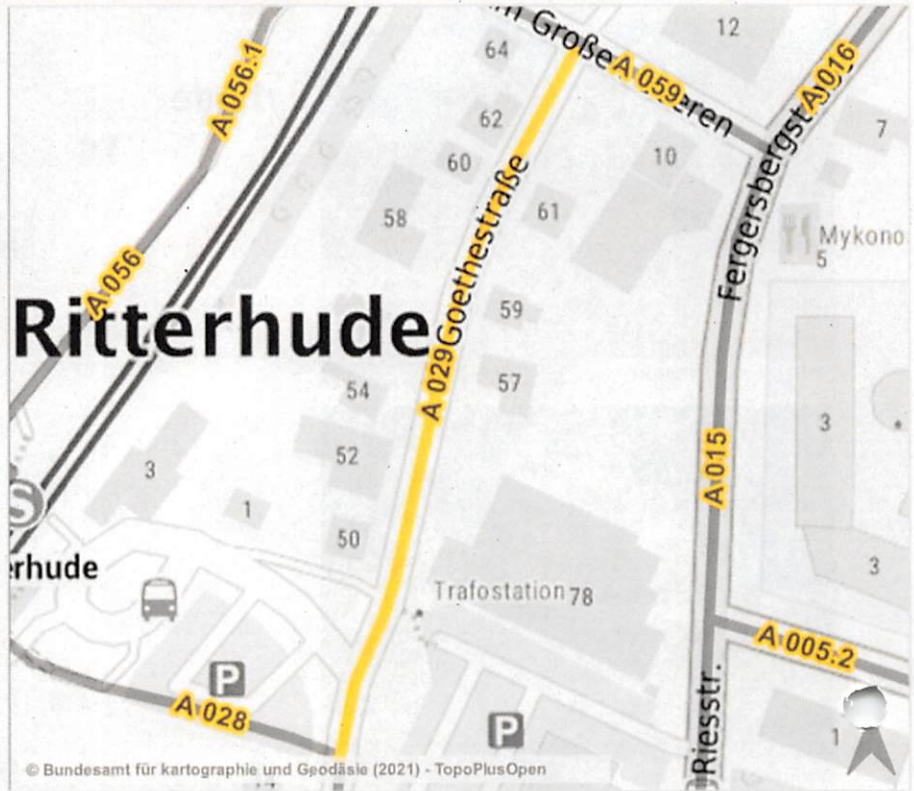 Große
A 059
eren
12
A 016
A 056.1
64
62
60
7
10
58
61
Fergersbergst
Mykono
5
A 056
Ritterhude
Goethestraße
59
A 029
54
57
3
52
A 015
3
1
50
S
erhude
Trafostation 78
3
A 005.2
P
A 028
P
Riesstr.
1
© Bundesamt für kartographie und Geodäsie (2021) - TopoPlusOpen